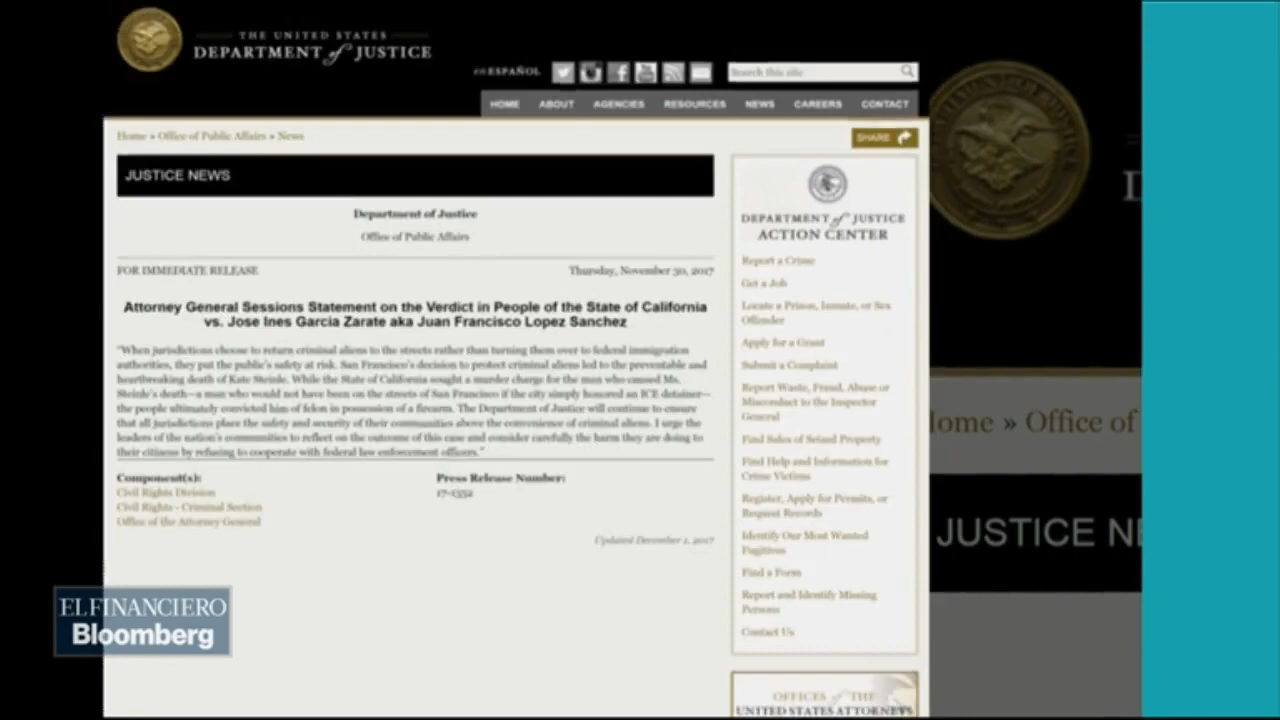 THE UNITED STATES
DEPARTMENT of JUSTICE
en ESPAÑOL
Search this site
HOME ABOUT AGENCIES RESOURCES NEWS CAREERS CONTACT
Home » Office of Public Affairs » News
SHARE
JUSTICE NEWS
Department of Justice
Office of Public Affairs
FOR IMMEDIATE RELEASE
Thursday, November 30, 2017
Attorney General Sessions Statement on the Verdict in People of the State of California
vs. Jose Ines Garcia Zarate aka Juan Francisco Lopez Sanchez
"When jurisdictions choose to return criminal aliens to the streets rather than turning them over to federal immigration
authorities, they put the public's safety at risk. San Francisco's decision to protect criminal aliens led to the preventable and
heartbreaking death of Kate Steinle. While the State of California sought a murder charge for the man who caused Ms.
Steinle's death—a man who would not have been on the streets of San Francisco if the city simply honored an ICE detainer—
the people ultimately convicted him of felon in possession of a firearm. The Department of Justice will continue to ensure
that all jurisdictions place the safety and security of their communities above the convenience of criminal aliens. I urge the
leaders of the nation's communities to reflect on the outcome of this case and consider carefully the harm they are doing to
their citizens by refusing to cooperate with federal law enforcement officers."
Component(s):
Civil Rights Division
Civil Rights - Criminal Section
Office of the Attorney General
Press Release Number:
17-1352
Updated December 1, 2017
DEPARTMENT of JUSTICE
ACTION CENTER
Report a Crime
Get a Job
Locate a Prison, Inmate, or Sex
Offender
Apply for a Grant
Submit a Complaint
Report Waste, Fraud, Abuse or
Misconduct to the Inspector
General
Find Sales of Seized Property
Find Help and Information for
Crime Victims
Register, Apply for Permits, or
Request Records
Identify Our Most Wanted
Fugitives
Find a Form
Report and Identify Missing
Persons
Contact Us
OFFICES of THE
UNITED STATES ATTORNEYS
D
ome » Office of
JUSTICE NE
EL FINANCIERO
Bloomberg